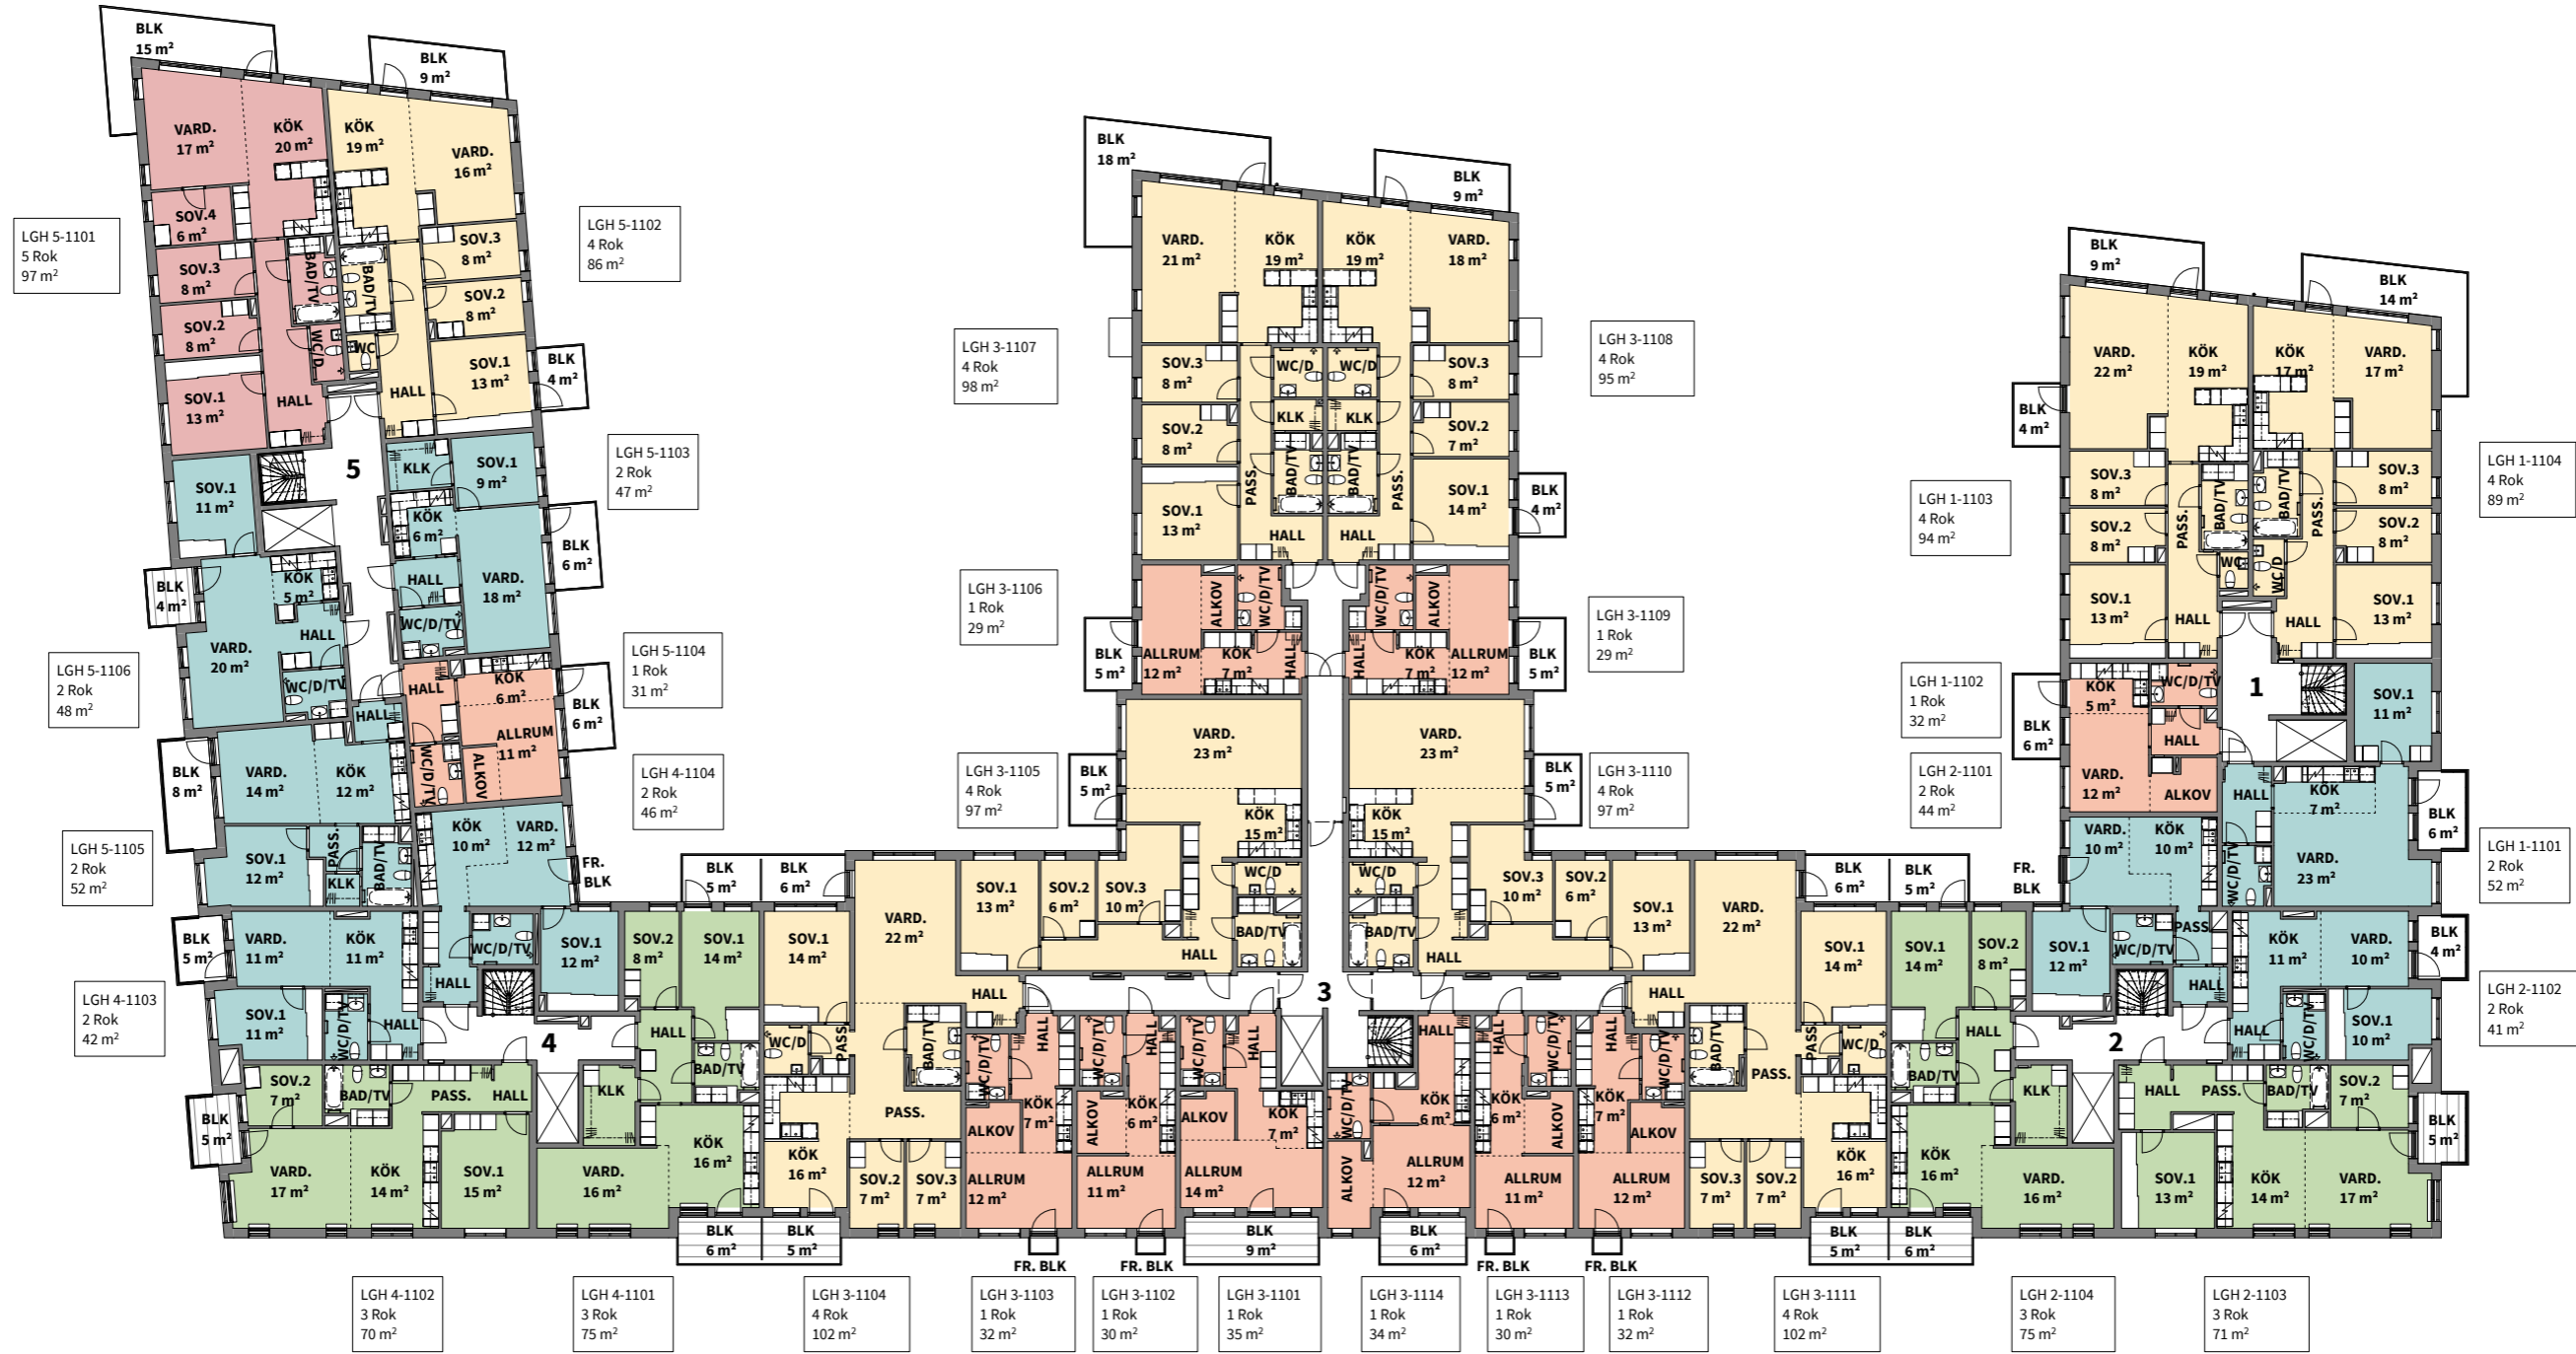 BLK
15 m²
BLK
9 m²
VARD.
17 m²
KÖK
20 m²
KÖK
19 m²
VARD.
16 m²
SOV.4
6 m²
SOV.3
8 m²
SOV.2
8 m²
SOV.1
13 m²
BAD/TV
WC/D
HALL
BAD/TV
WC
HALL
SOV.3
8 m²
SOV.2
8 m²
SOV.1
13 m²
BLK
4 m²
LGH 5-1101
5 Rok
97 m²
LGH 5-1102
4 Rok
86 m²
5
SOV.1
11 m²
KLK
SOV.1
9 m²
KÖK
6 m²
HALL
VARD.
18 m²
WC/D/TV
BLK
6 m²
LGH 5-1103
2 Rok
47 m²
BLK
4 m²
KÖK
5 m²
HALL
VARD.
20 m²
WC/D/TV
LGH 5-1106
2 Rok
48 m²
HALL
KÖK
6 m²
ALLRUM
11 m²
WC/D/TV
ALKOV
BLK
6 m²
LGH 5-1104
1 Rok
31 m²
HALL
BLK
8 m²
VARD.
14 m²
KÖK
12 m²
SOV.1
12 m²
PASS.
KLK
BAD/TV
LGH 5-1105
2 Rok
52 m²
KÖK
10 m²
VARD.
12 m²
FR.
BLK
WC/D/TV
SOV.1
12 m²
HALL
LGH 4-1104
2 Rok
46 m²
BLK
5 m²
VARD.
11 m²
KÖK
11 m²
SOV.1
11 m²
WC/D/TV
HALL
LGH 4-1103
2 Rok
42 m²
4
BLK
5 m²
SOV.2
7 m²
BAD/TV
PASS.
HALL
VARD.
17 m²
KÖK
14 m²
SOV.1
15 m²
LGH 4-1102
3 Rok
70 m²
BLK
5 m²
BLK
6 m²
SOV.2
8 m²
SOV.1
14 m²
HALL
BAD/TV
KLK
VARD.
16 m²
KÖK
16 m²
BLK
6 m²
BLK
5 m²
LGH 4-1101
3 Rok
75 m²
SOV.1
14 m²
VARD.
22 m²
HALL
WC/D
PASS
BAD/TV
PASS.
KÖK
16 m²
SOV.2
7 m²
SOV.3
7 m²
LGH 3-1104
4 Rok
102 m²
BLK
18 m²
BLK
9 m²
VARD.
21 m²
KÖK
19 m²
KÖK
19 m²
VARD.
18 m²
SOV.3
8 m²
SOV.2
8 m²
SOV.1
13 m²
WC/D
KLK
BAD/TV
PASS.
HALL
WC/D
KLK
BAD/TV
PASS.
HALL
SOV.3
8 m²
SOV.2
7 m²
SOV.1
14 m²
BLK
4 m²
LGH 3-1107
4 Rok
98 m²
LGH 3-1108
4 Rok
95 m²
ALKOV
WC/D/TV
ALLRUM
12 m²
KÖK
7 m²
HALL
BLK
5 m²
LGH 3-1106
1 Rok
29 m²
WC/D/TV
ALKOV
HALL
KÖK
7 m²
ALLRUM
12 m²
BLK
5 m²
LGH 3-1109
1 Rok
29 m²
VARD.
23 m²
BLK
5 m²
KÖK
15 m²
SOV.1
13 m²
SOV.2
6 m²
SOV.3
10 m²
WC/D
BAD/TV
HALL
LGH 3-1105
4 Rok
97 m²
VARD.
23 m²
BLK
5 m²
KÖK
15 m²
WC/D
SOV.3
10 m²
SOV.2
6 m²
SOV.1
13 m²
BAD/TV
HALL
LGH 3-1110
4 Rok
97 m²
3
WC/D/TV
HALL
KÖK
7 m²
ALKOV
ALLRUM
12 m²
FR. BLK
LGH 3-1103
1 Rok
32 m²
WC/D/TV
HALL
ALKOV
KÖK
6 m²
ALLRUM
11 m²
FR. BLK
LGH 3-1102
1 Rok
30 m²
WC/D/TV
HALL
ALKOV
KÖK
7 m²
ALLRUM
14 m²
BLK
9 m²
LGH 3-1101
1 Rok
35 m²
HALL
WC/D/TV
KÖK
6 m²
ALKOV
ALLRUM
12 m²
BLK
6 m²
LGH 3-1114
1 Rok
34 m²
HALL
WC/D/TV
KÖK
6 m²
ALKOV
ALLRUM
11 m²
FR. BLK
LGH 3-1113
1 Rok
30 m²
HALL
WC/D/TV
KÖK
7 m²
ALKOV
ALLRUM
12 m²
FR. BLK
LGH 3-1112
1 Rok
32 m²
VARD.
22 m²
SOV.1
14 m²
HALL
BAD/TV
PASS
WC/D
PASS.
SOV.3
7 m²
SOV.2
7 m²
KÖK
16 m²
BLK
5 m²
BLK
6 m²
LGH 3-1111
4 Rok
102 m²
BLK
6 m²
BLK
5 m²
SOV.1
14 m²
SOV.2
8 m²
HALL
BAD/TV
KLK
KÖK
16 m²
VARD.
16 m²
LGH 2-1104
3 Rok
75 m²
BLK
9 m²
BLK
14 m²
VARD.
22 m²
KÖK
19 m²
KÖK
17 m²
VARD.
17 m²
BLK
4 m²
SOV.3
8 m²
SOV.2
8 m²
SOV.1
13 m²
PASS.
BAD/TV
WC
HALL
BAD/TV
PASS.
WC/D
HALL
SOV.3
8 m²
SOV.2
8 m²
SOV.1
13 m²
LGH 1-1103
4 Rok
94 m²
LGH 1-1104
4 Rok
89 m²
1
KÖK
5 m²
WC/D/TV
HALL
VARD.
12 m²
ALKOV
BLK
6 m²
LGH 1-1102
1 Rok
32 m²
SOV.1
11 m²
HALL
KÖK
7 m²
WC/D/TV
VARD.
23 m²
BLK
6 m²
LGH 1-1101
2 Rok
52 m²
FR.
BLK
VARD.
10 m²
KÖK
10 m²
SOV.1
12 m²
WC/D/TV
PASS.
HALL
LGH 2-1101
2 Rok
44 m²
KÖK
11 m²
VARD.
10 m²
BLK
4 m²
HALL
WC/D/TV
SOV.1
10 m²
LGH 2-1102
2 Rok
41 m²
2
HALL
PASS.
BAD/TV
SOV.2
7 m²
BLK
5 m²
SOV.1
13 m²
KÖK
14 m²
VARD.
17 m²
LGH 2-1103
3 Rok
71 m²